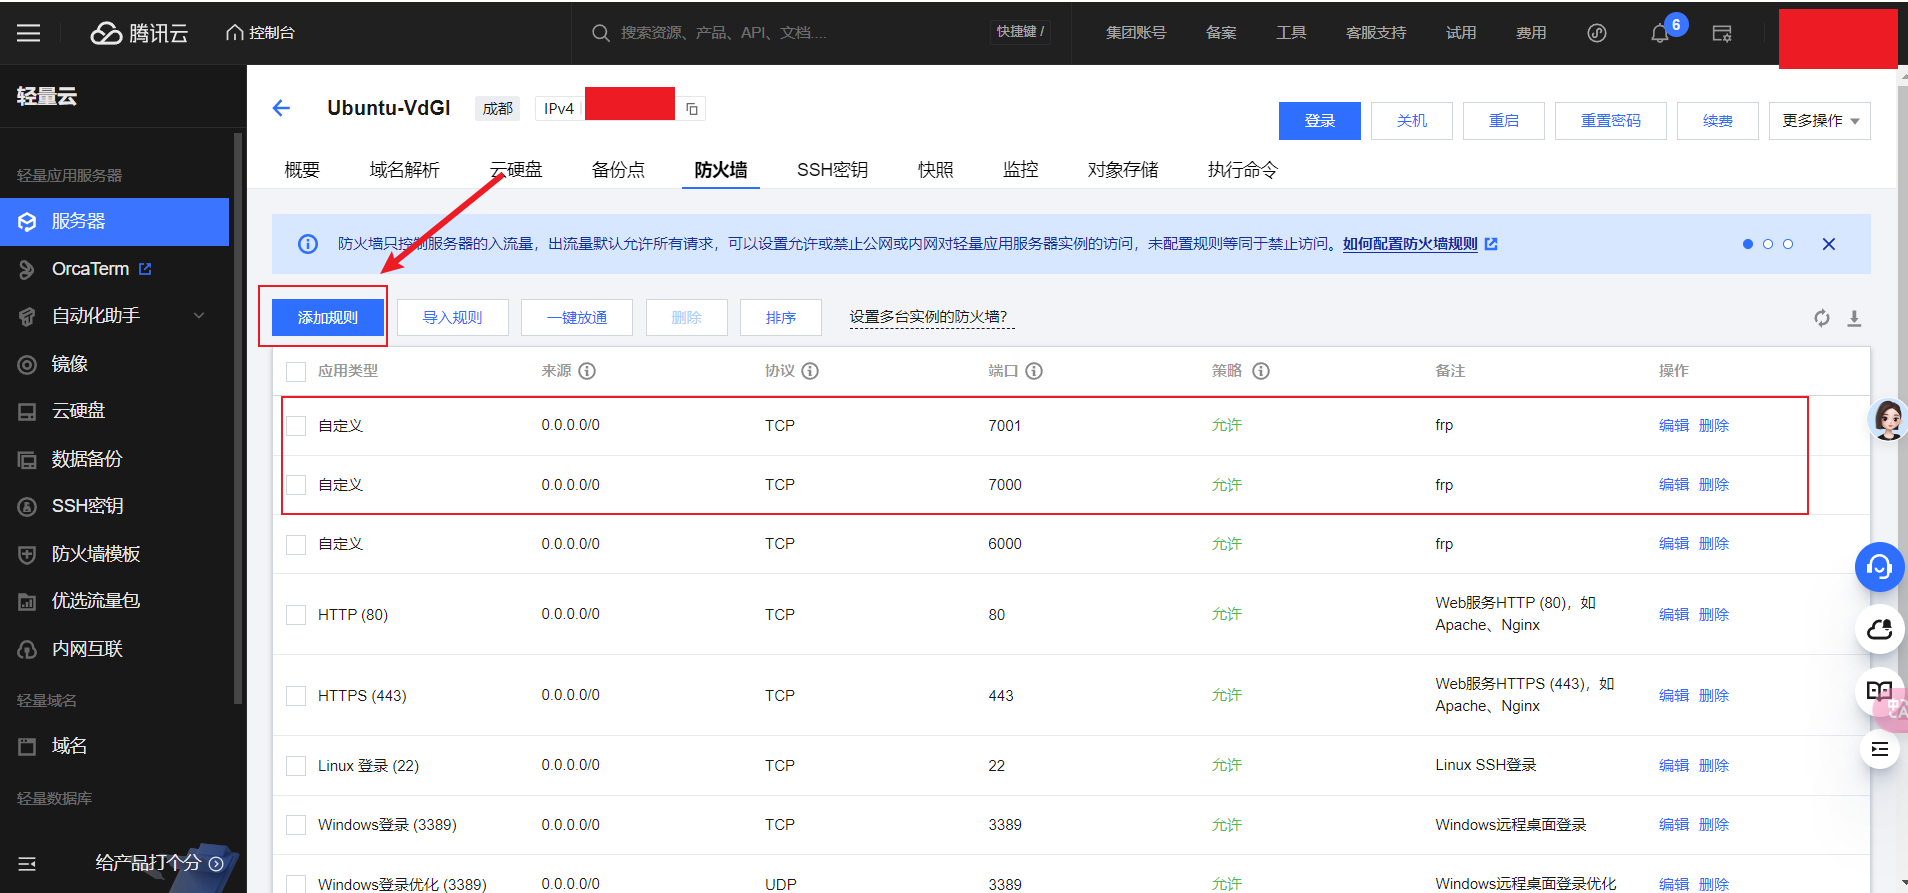 腾讯云
控制台
搜索资源、产品、API、文档....
快捷键 /
集团账号
备案
工具
客服支持
试用
费用
6
轻量云
轻量应用服务器
服务器
OrcaTerm
自动化助手
镜像
云硬盘
数据备份
SSH密钥
防火墙模板
优选流量包
内网互联
轻量域名
域名
轻量数据库
给产品打个分
Ubuntu-VdGI
成都
IPv4
登录
关机
重启
重置密码
续费
更多操作
概要
域名解析
云硬盘
备份点
防火墙
SSH密钥
快照
监控
对象存储
执行命令
防火墙只控制服务器的入流量，出流量默认允许所有请求，可以设置允许或禁止公网或内网对轻量应用服务器实例的访问，未配置规则等同于禁止访问。如何配置防火墙规则
添加规则
导入规则
一键放通
删除
排序
设置多台实例的防火墙？
应用类型 来源 协议 端口 策略 备注 操作
自定义 0.0.0.0/0 TCP 7001 允许 frp 编辑 删除
自定义 0.0.0.0/0 TCP 7000 允许 frp 编辑 删除
自定义 0.0.0.0/0 TCP 6000 允许 frp 编辑 删除
HTTP (80) 0.0.0.0/0 TCP 80 允许 Web服务HTTP (80)，如
Apache、Nginx 编辑 删除
HTTPS (443) 0.0.0.0/0 TCP 443 允许 Web服务HTTPS (443)，如
Apache、Nginx 编辑 删除
Linux 登录 (22) 0.0.0.0/0 TCP 22 允许 Linux SSH登录 编辑 删除
Windows登录 (3389) 0.0.0.0/0 TCP 3389 允许 Windows远程桌面登录 编辑 删除
Windows登录优化 (3389) 0.0.0.0/0 UDP 3389 允许 Windows远程桌面登录优化 编辑 删除